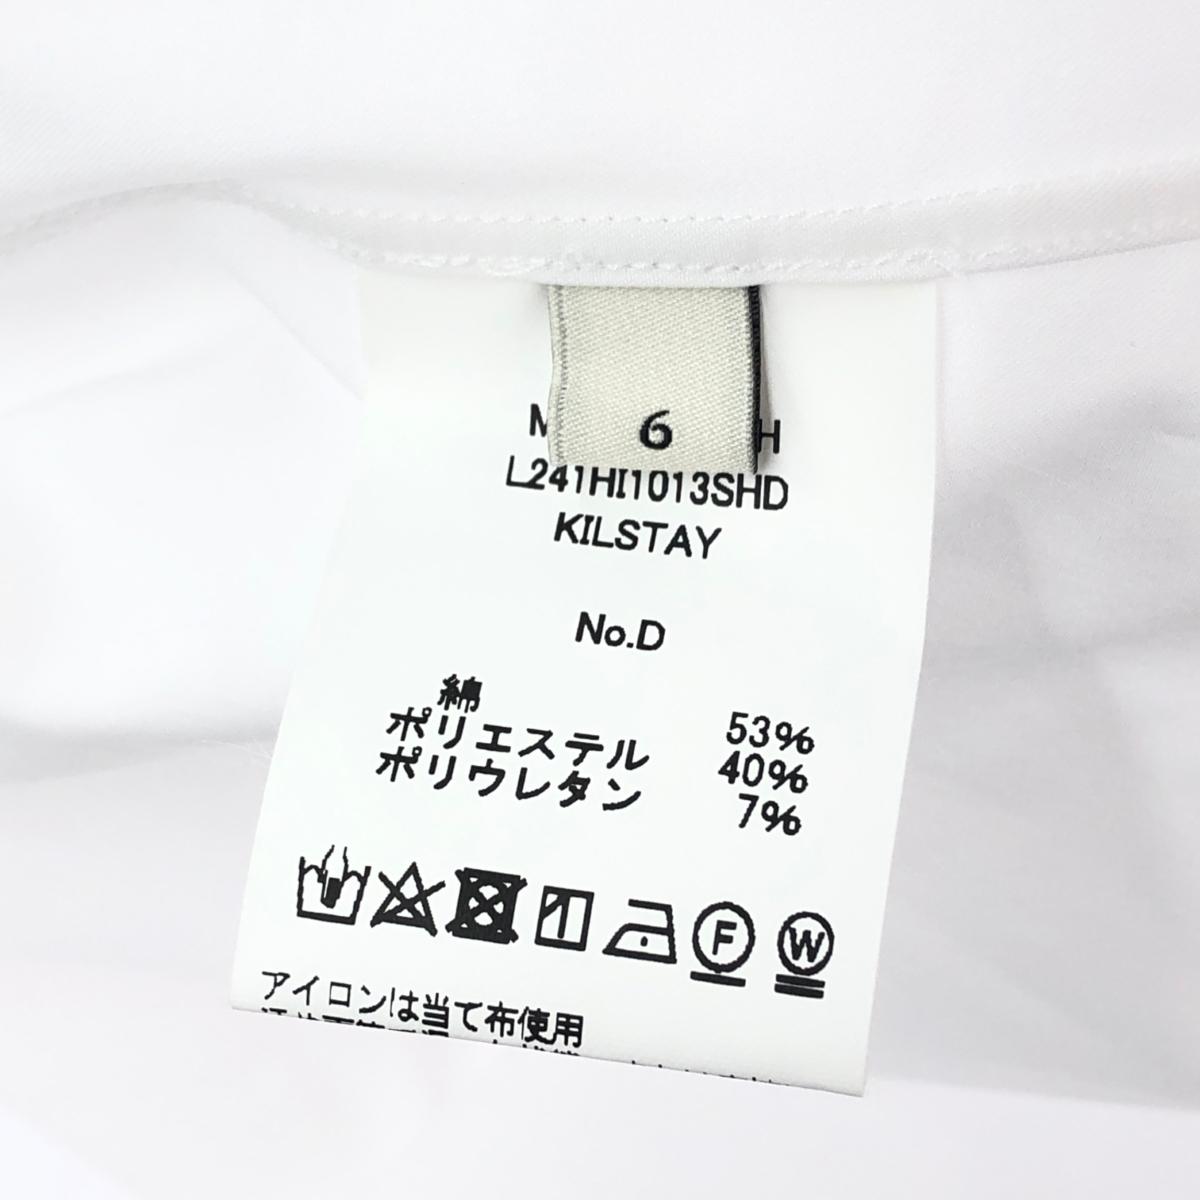 6
L241HI1013SHD
KILSTAY
No.D
綿 53%
ポリエステル 40%
ポリウレタン 7%
F W
アイロンは当て布使用